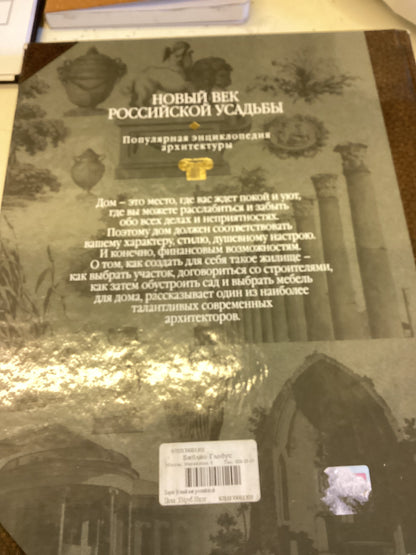 НОВЫЙ ВЕК
РОССИЙСКОЙ УСАДЬБЫ
Популярная энциклопедия
архитектуры
Дом – это место, где вас ждет покой и уют,
где вы можете расслабиться и забыть
обо всех делах и неприятностях.
Поэтому дом должен соответствовать
вашему характеру, стилю, душевному настрою.
И конечно, финансовым возможностям.
О том, как создать для себя такое жилище –
как выбрать участок, договориться со строителями,
как затем обустроить сад и выбрать мебель
для дома, рассказывает один из наиболее
талантливых современных
архитекторов.
Библио-Глобус